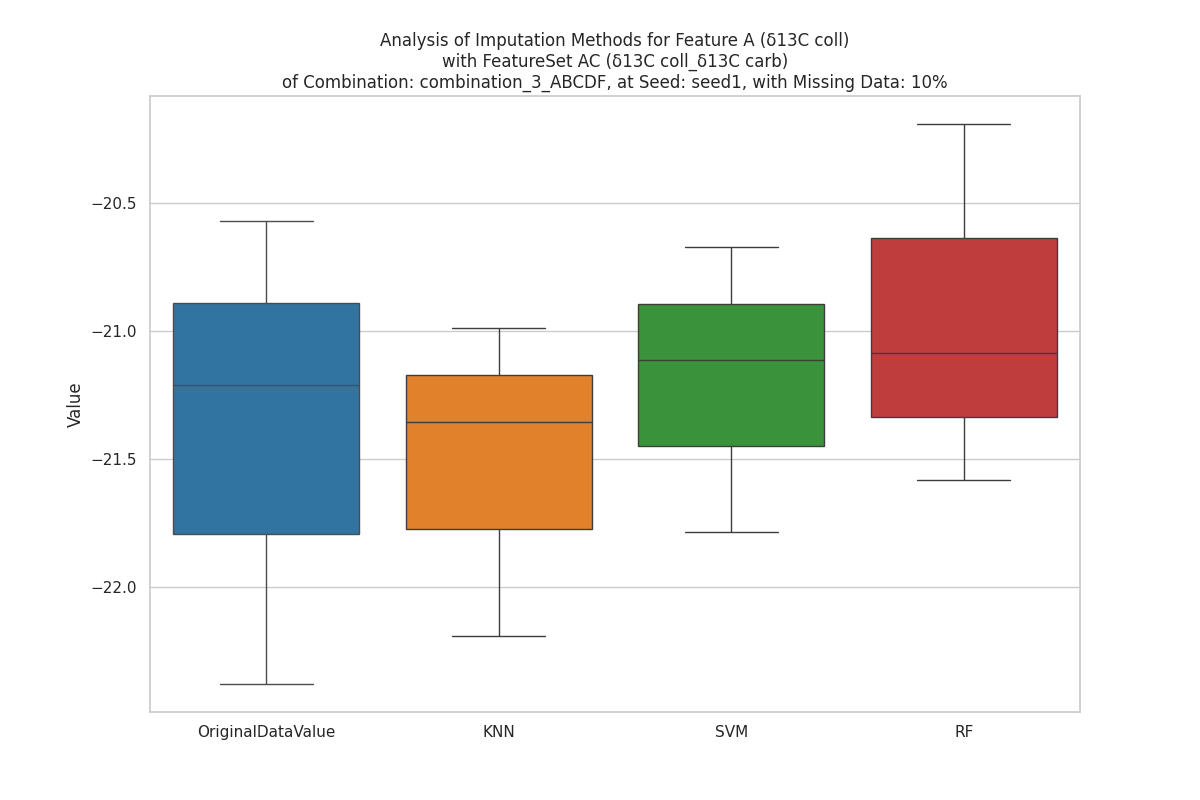 Analysis of Imputation Methods for Feature A (δ13C coll)
with FeatureSet AC (δ13C coll_δ13C carb)
of Combination: combination_3_ABCDF, at Seed: seed1, with Missing Data: 10%
Value
−20.5
−21.0
−21.5
−22.0
OriginalDataValue
KNN
SVM
RF